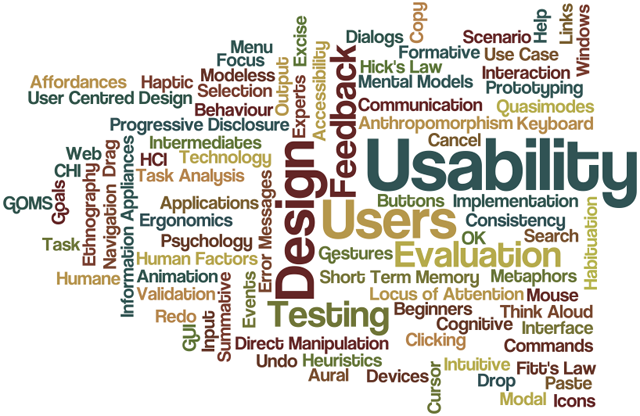 Copy
Scenario
Help
Links
Windows
Dialogs
Excise
Menu
Focus
Formative
Use Case
Feedback
Hick's Law
Interaction
Affordances
Haptic
Modeless
Selection
Output
Experts
Accessibility
Mental Models
Prototyping
User Centred Design
Behaviour
Communication
Quasimodes
Progressive Disclosure
Anthropomorphism
Keyboard
Intermediates
Design
Cancel
Usability
Web
CHI
HCI
Technology
Drag
Navigation
Ethnography
Information Appliances
Task Analysis
GOMS
Goals
Applications
Error Messages
Users
Buttons
Implementation
Ergonomics
Consistency
Task
Psychology
OK
Search
Habituation
Human Factors
Gestures
Evaluation
Humane
Animation
Short Term Memory
Metaphors
Validation
Locus of Attention
Mouse
Events
Testing
Beginners
Think Aloud
Redo
Input
Summative
GUI
Cognitive
Interface
Direct Manipulation
Clicking
Commands
Undo
Heuristics
Cursor
Intuitive
Fitt's Law
Aural
Devices
Drop
Paste
Modal
Icons